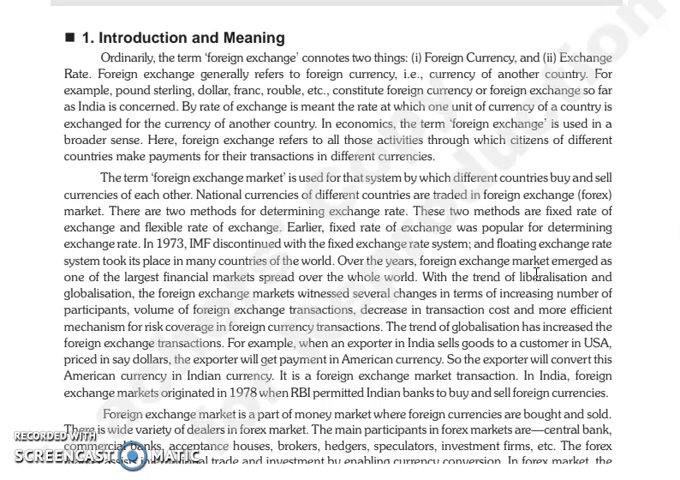 1. Introduction and Meaning
Ordinarily, the term ‘foreign exchange’ connotes two things: (i) Foreign Currency, and (ii) Exchange
Rate. Foreign exchange generally refers to foreign currency, i.e., currency of another country. For
example, pound sterling, dollar, franc, rouble, etc., constitute foreign currency or foreign exchange so far
as India is concerned. By rate of exchange is meant the rate at which one unit of currency of a country is
exchanged for the currency of another country. In economics, the term ‘foreign exchange’ is used in a
broader sense. Here, foreign exchange refers to all those activities through which citizens of different
countries make payments for their transactions in different currencies.
The term ‘foreign exchange market’ is used for that system by which different countries buy and sell
currencies of each other. National currencies of different countries are traded in foreign exchange (forex)
market. There are two methods for determining exchange rate. These two methods are fixed rate of
exchange and flexible rate of exchange. Earlier, fixed rate of exchange was popular for determining
exchange rate. In 1973, IMF discontinued with the fixed exchange rate system; and floating exchange rate
system took its place in many countries of the world. Over the years, foreign exchange market emerged as
one of the largest financial markets spread over the whole world. With the trend of liberalisation and
globalisation, the foreign exchange markets witnessed several changes in terms of increasing number of
participants, volume of foreign exchange transactions, decrease in transaction cost and more efficient
mechanism for risk coverage in foreign currency transactions. The trend of globalisation has increased the
foreign exchange transactions. For example, when an exporter in India sells goods to a customer in USA,
priced in say dollars, the exporter will get payment in American currency. So the exporter will convert this
American currency in Indian currency. It is a foreign exchange market transaction. In India, foreign
exchange markets originated in 1978 when RBI permitted Indian banks to buy and sell foreign currencies.
Foreign exchange market is a part of money market where foreign currencies are bought and sold.
There is wide variety of dealers in forex market. The main participants in forex markets are—central bank,
commercial banks, acceptance houses, brokers, hedgers, speculators, investment firms, etc. The forex
trade and investment by enabling currency conversion. In forex market, the
RECORDED WITH
SCREENCAST MATIC